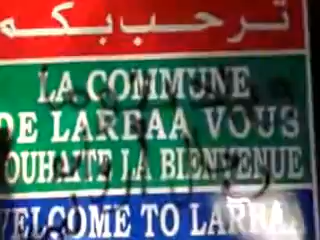 ترحب بكم
LA COMMUNE
DE LARBAA VOUS
OUHAITE LA BIENVENUE
WELCOME TO LARBAA